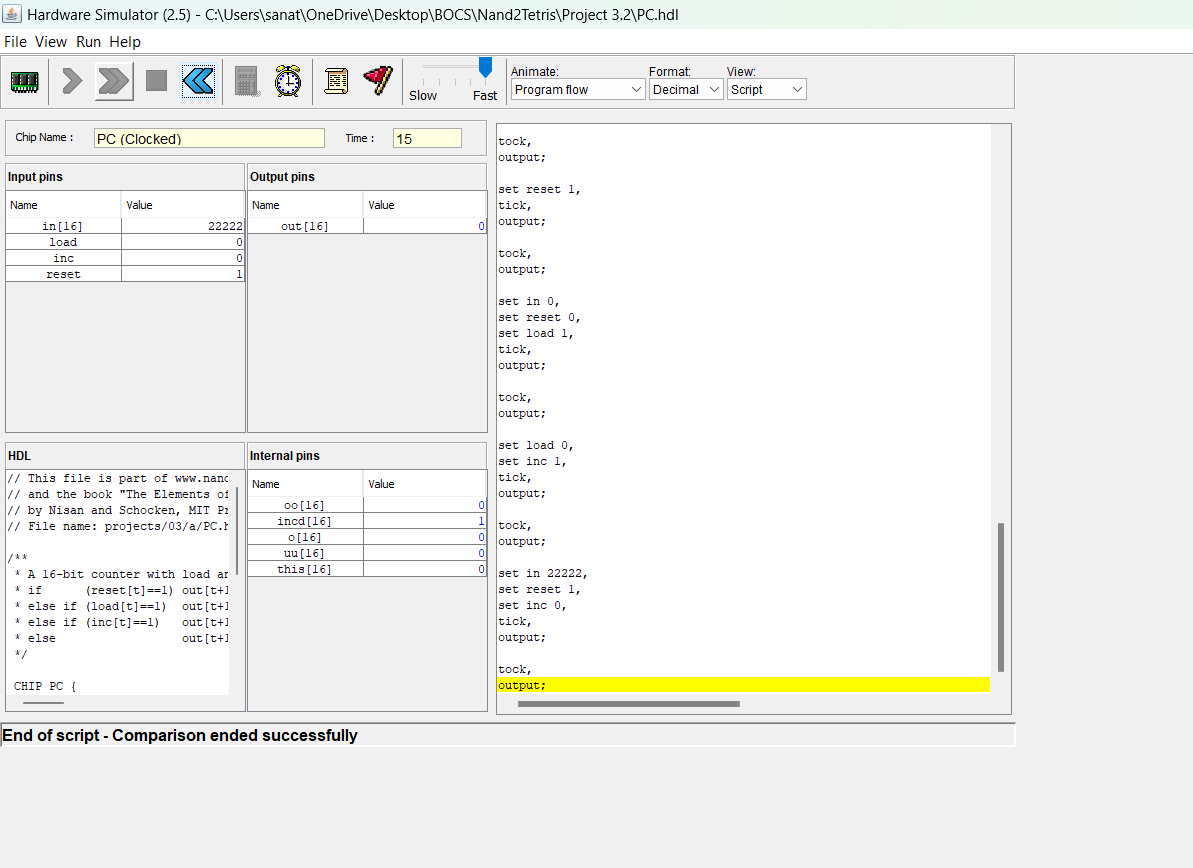 Hardware Simulator (2.5) - C:\Users\sanat\OneDrive\Desktop\BOCS\Nand2Tetris\Project 3.2\PC.hdl
File View Run Help
Slow Fast
Animate: Format: View:
Program flow Decimal Script
Chip Name : PC (Clocked) Time : 15
Input pins
Name Value
in[16] 22222
load 0
inc 0
reset 1
Output pins
Name Value
out[16] 0
HDL
// This file is part of www.nand
// and the book "The Elements of
// by Nisan and Schocken, MIT Pr
// File name: projects/03/a/PC.h
/**
* A 16-bit counter with load an
* if (reset[t]==1) out[t+1
* else if (load[t]==1) out[t+1
* else if (inc[t]==1) out[t+1
* else out[t+1
*/
CHIP PC {
Internal pins
Name Value
oo[16] 0
incd[16] 1
o[16] 0
uu[16] 0
this[16] 0
tock,
output;
set reset 1,
tick,
output;
tock,
output;
set in 0,
set reset 0,
set load 1,
tick,
output;
tock,
output;
set load 0,
set inc 1,
tick,
output;
tock,
output;
set in 22222,
set reset 1,
set inc 0,
tick,
output;
tock,
output;
End of script - Comparison ended successfully